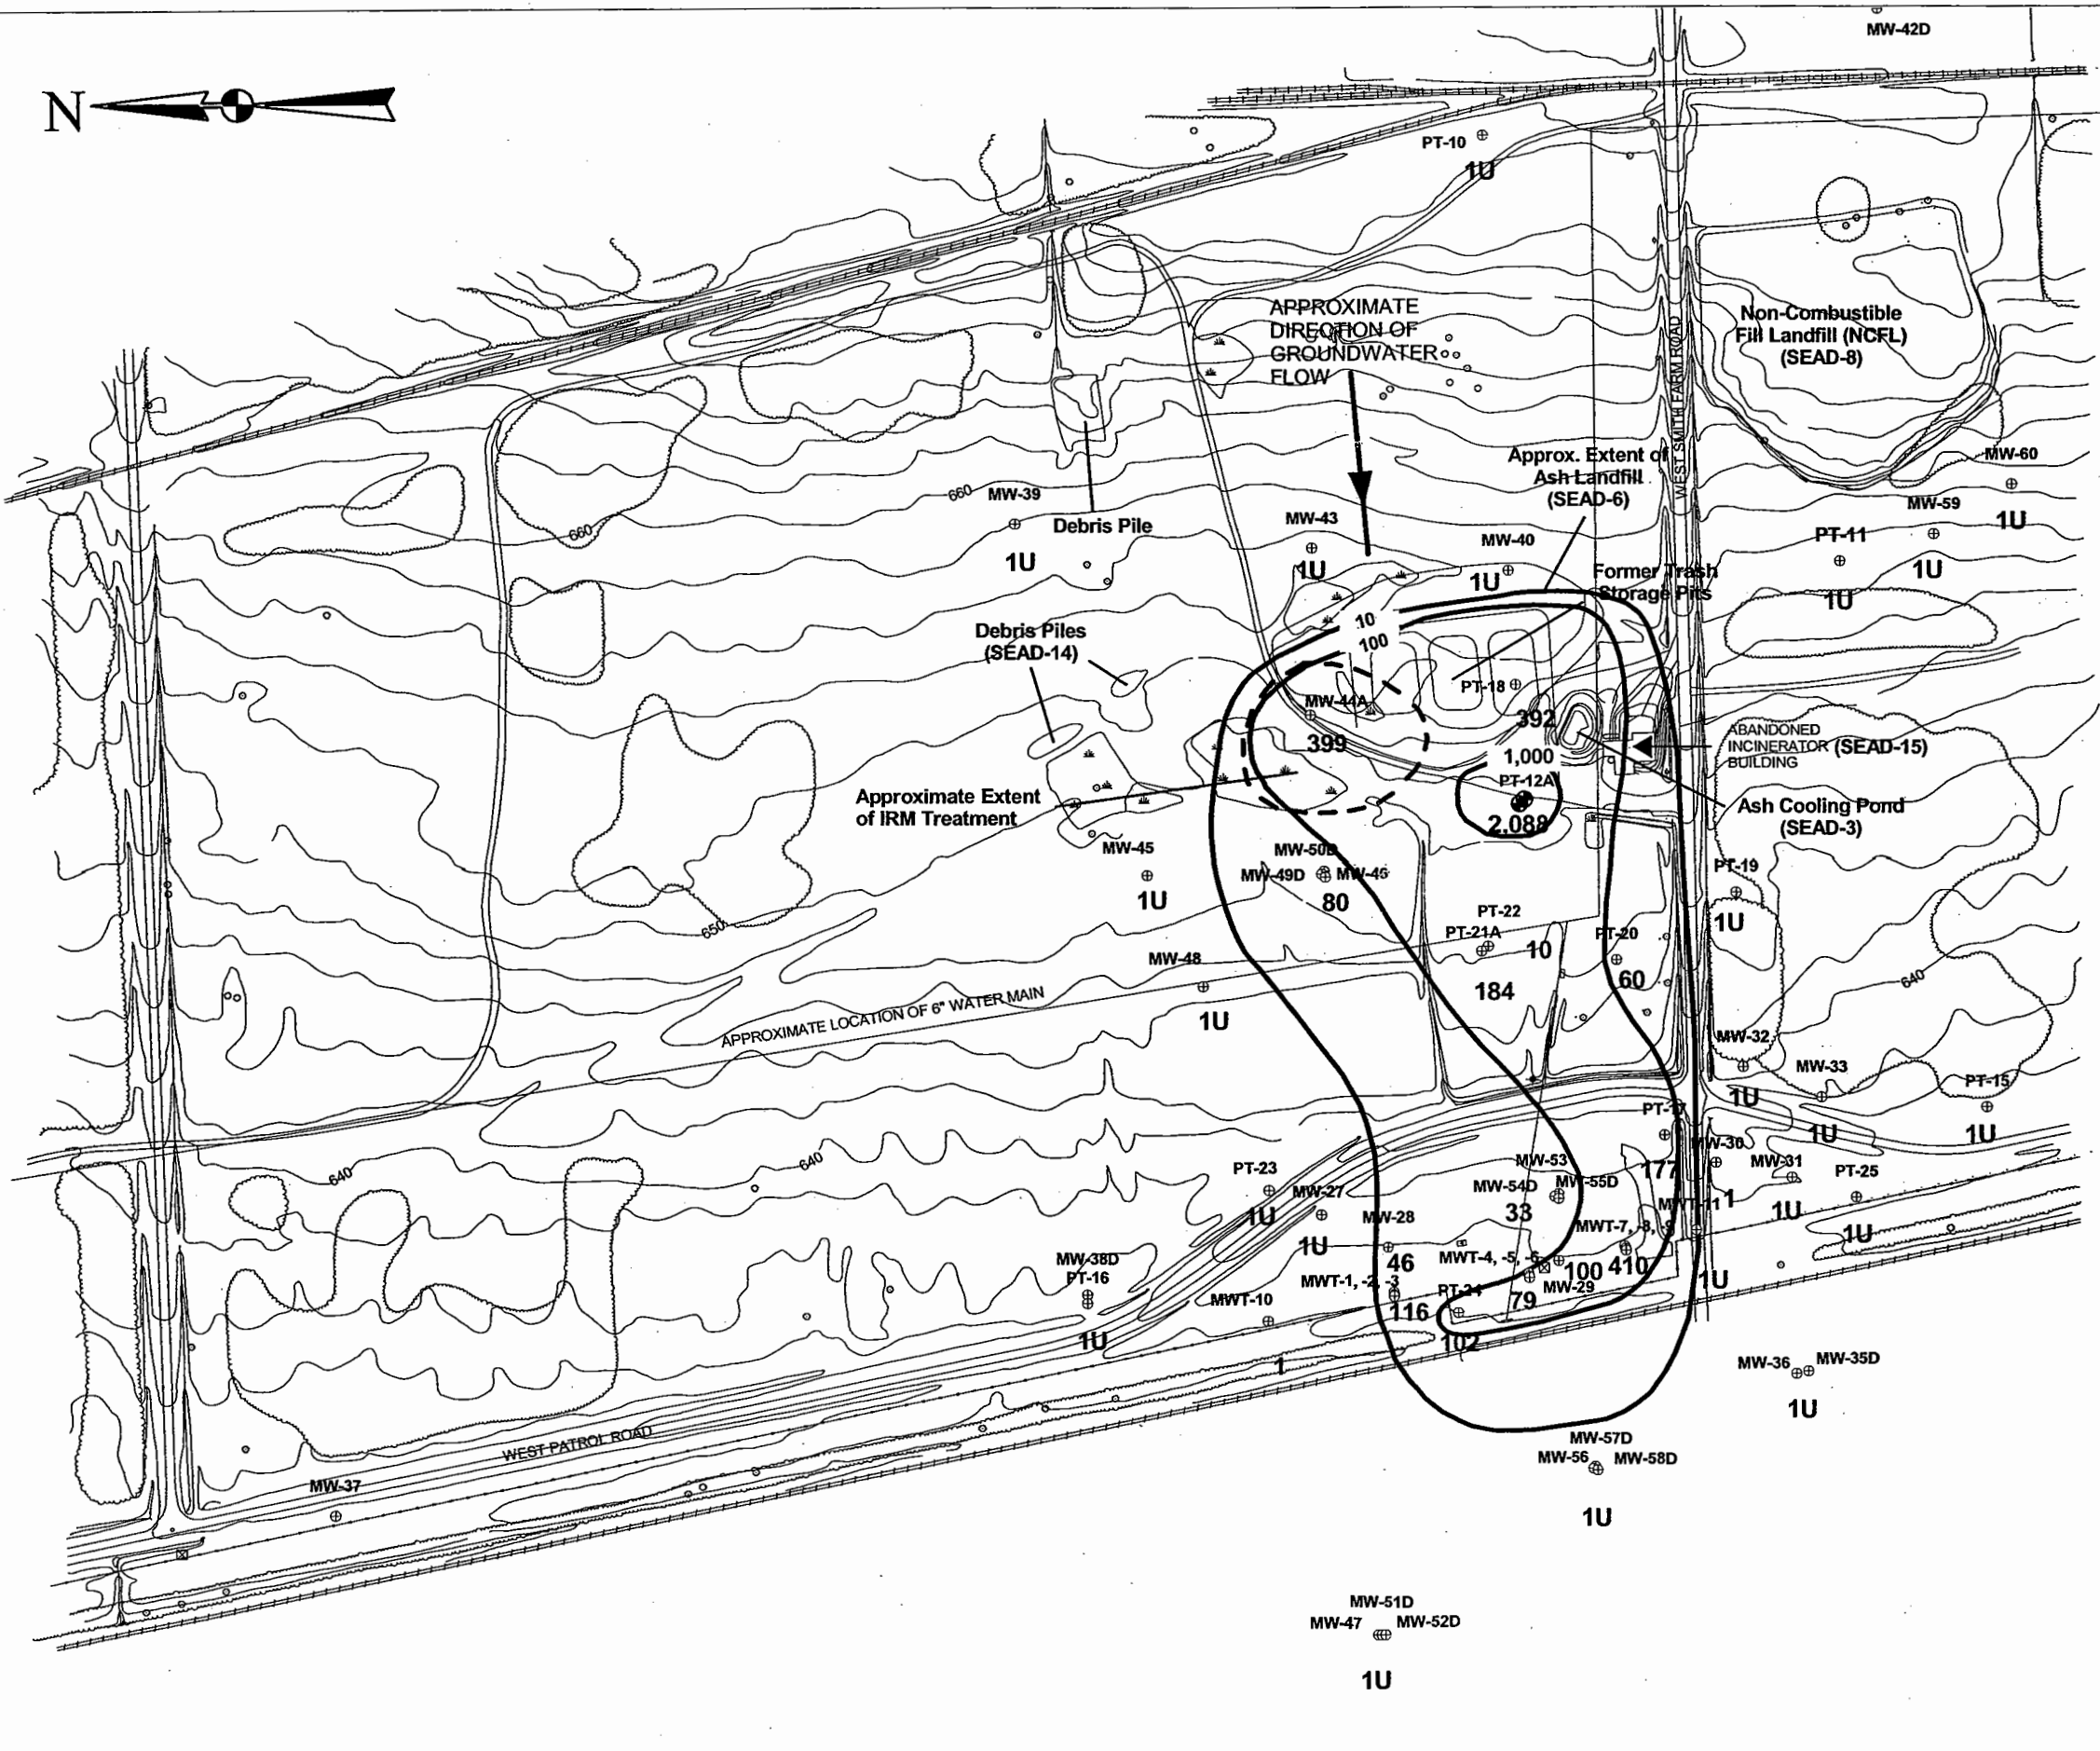 MW-42D
N
PT-10
1U
APPROXIMATE
DIRECTION OF
GROUNDWATER
FLOW
WEST SMITH FARM ROAD
Non-Combustible
Fill Landfill (NCFL)
(SEAD-8)
Approx. Extent of
Ash Landfill
(SEAD-6)
MW-60
1U
660
MW-39
1U
660
Debris Pile
MW-43
1U
MW-40
1U
MW-59
1U
PT-11
1U
Former Trash
Storage Pits
10
100
Debris Piles
(SEAD-14)
MW-44A
399
PT-18
392
1,000
PT-12A
2,088
ABANDONED
INCINERATOR (SEAD-15)
BUILDING
Approximate Extent
of IRM Treatment
Ash Cooling Pond
(SEAD-3)
MW-45
1U
MW-50D
MW-49D
MW-46
80
PT-19
1U
650
PT-22
PT-21A
10
184
PT-20
60
MW-48
1U
APPROXIMATE LOCATION OF 6" WATER MAIN
640
MW-32
1U
MW-33
1U
PT-15
1U
PT-17
177
MW-30
1
MW-31
1U
PT-25
1U
640
640
PT-23
1U
MW-27
1U
MW-28
46
MW-53
MW-54D
MW-55D
33
MWT-7, -8, -9
410
MWT-11
1U
MW-38D
PT-16
1U
MWT-1, -2, -3
116
MWT-4, -5, -6
100
MW-29
79
MWT-10
1
PT-24
102
MW-36
MW-35D
1U
WEST PATROL ROAD
MW-37
MW-57D
MW-56
MW-58D
1U
MW-51D
MW-47
MW-52D
1U